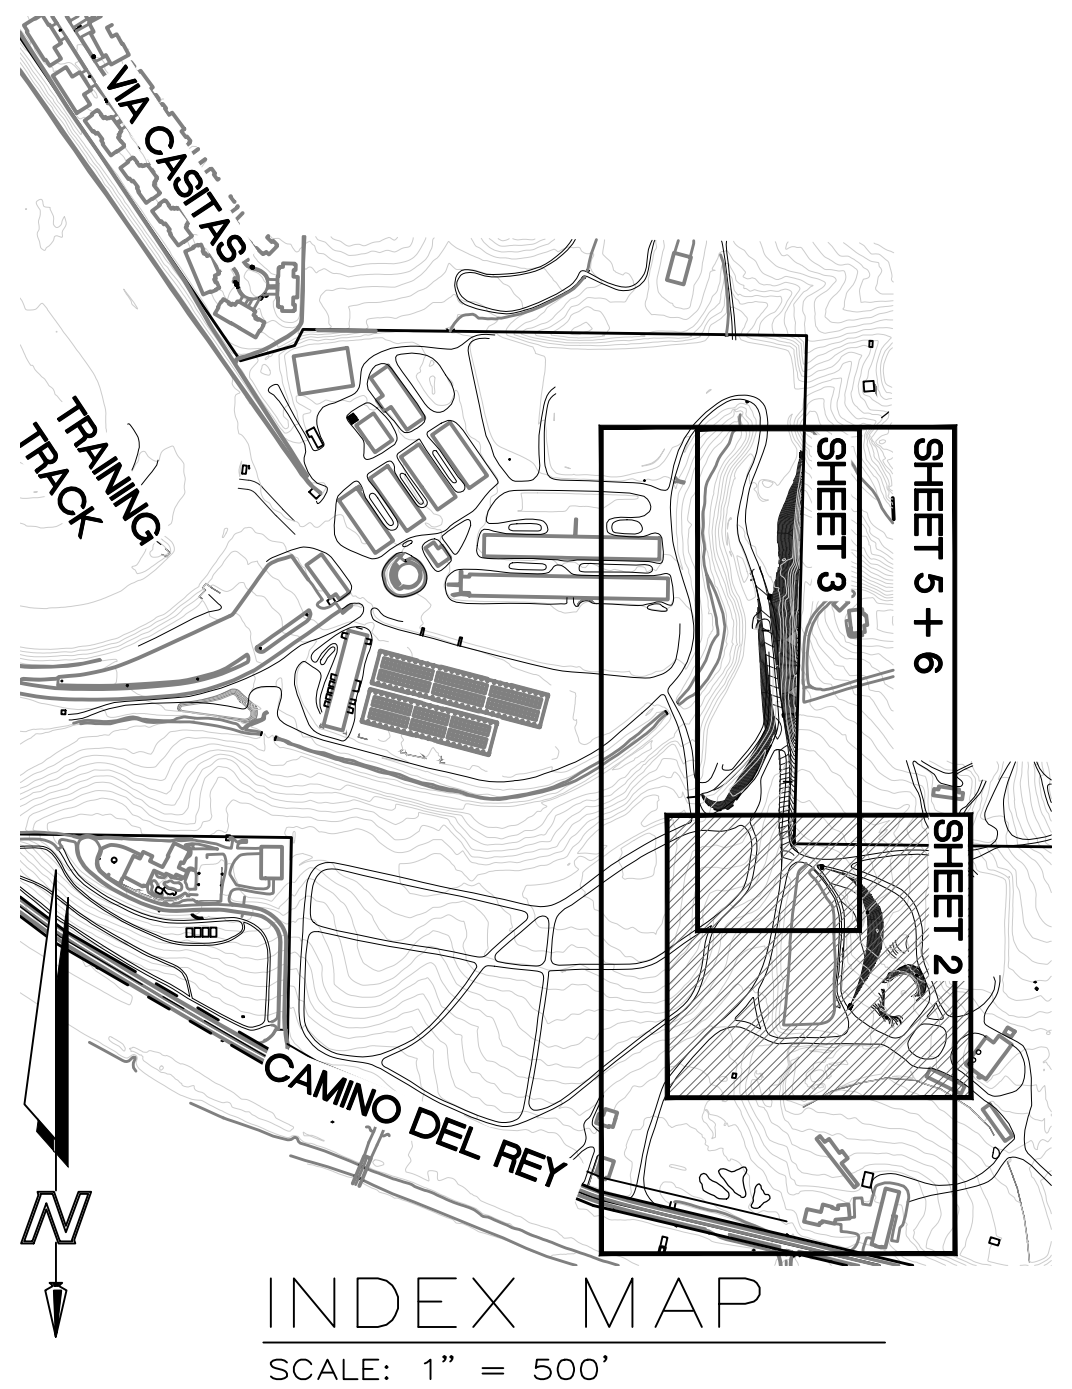 VIA CASITAS
TRAINING
TRACK
SHEET 3
SHEET 5 + 6
SHEET 2
CAMINO DEL REY
N
INDEX MAP
SCALE: 1" = 500'